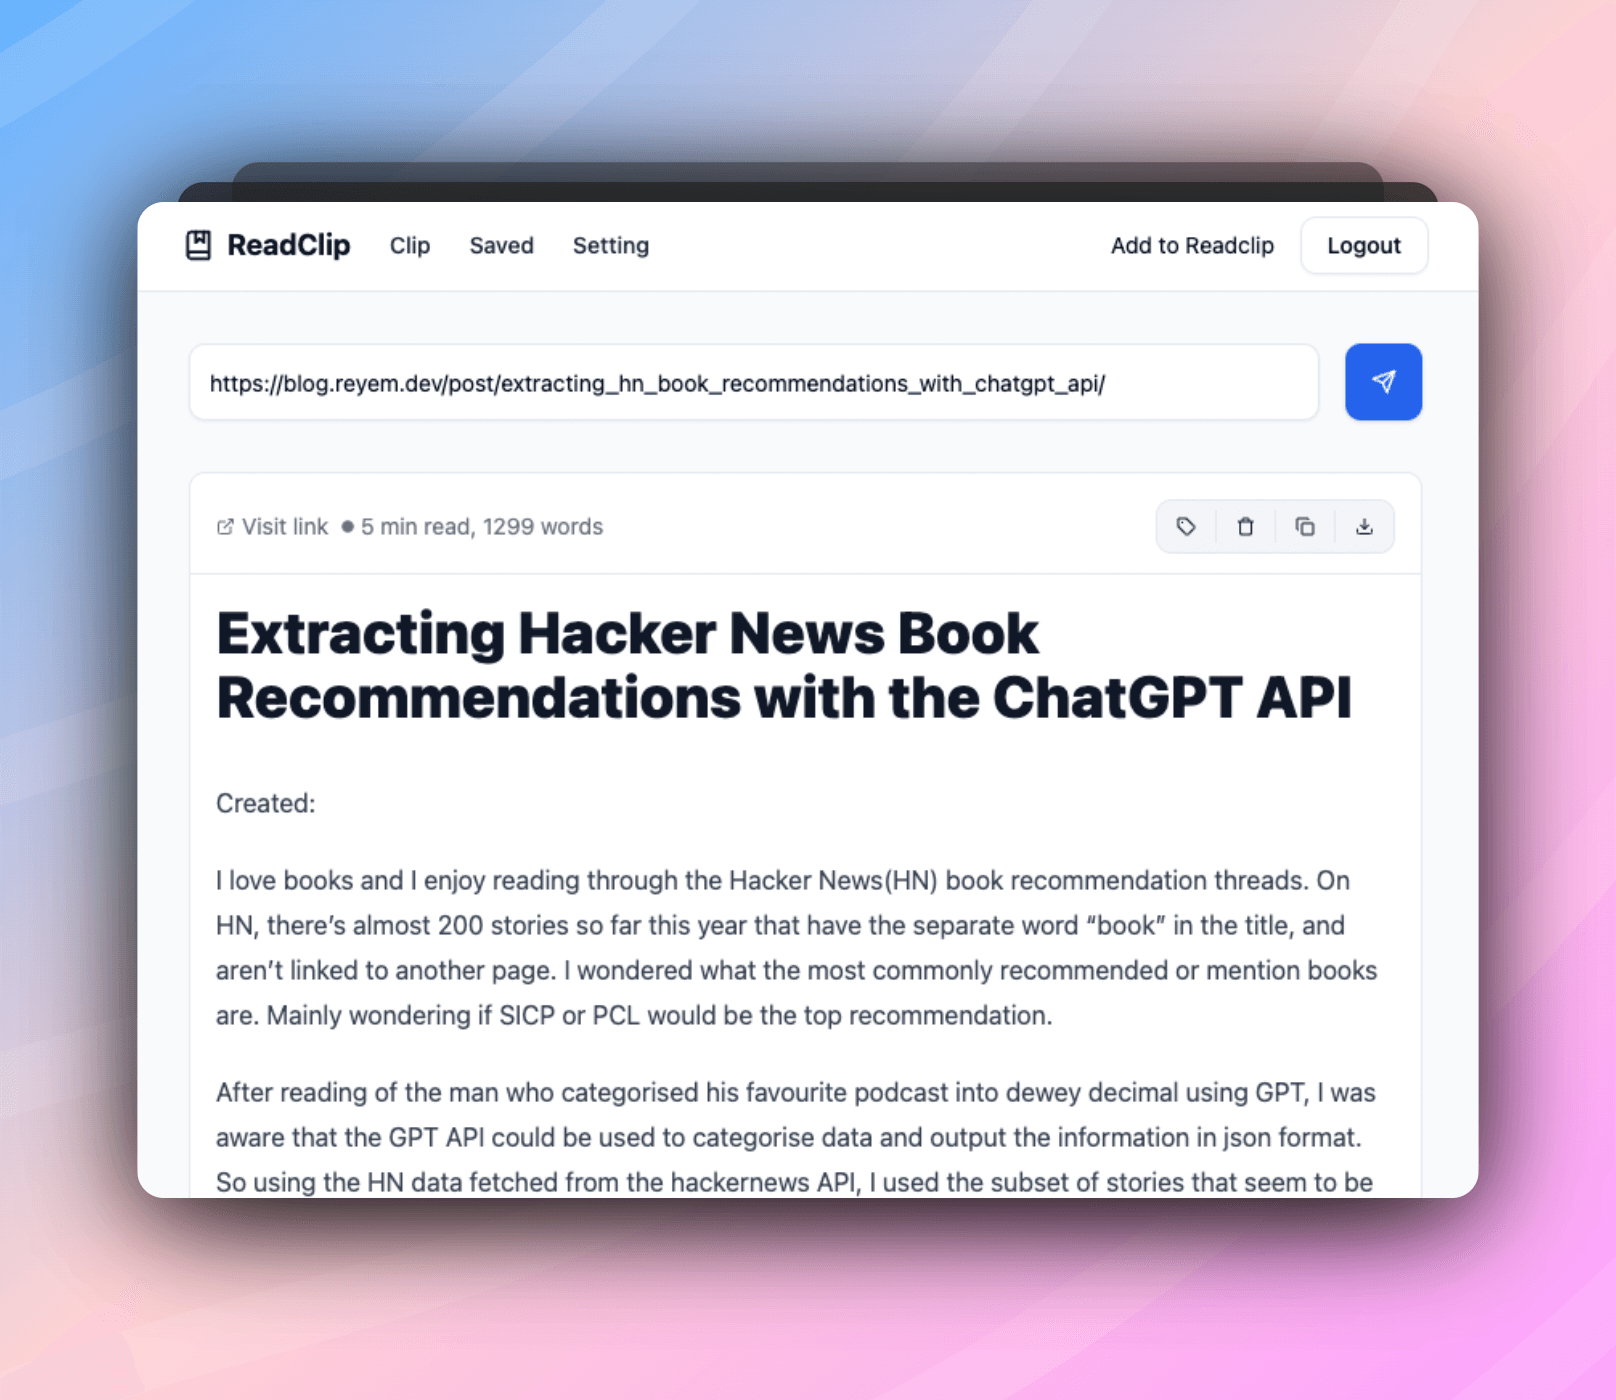 ReadClip Clip Saved Setting Add to Readclip Logout
https://blog.reyem.dev/post/extracting_hn_book_recommendations_with_chatgpt_api/
Visit link ● 5 min read, 1299 words
Extracting Hacker News Book
Recommendations with the ChatGPT API
Created:
I love books and I enjoy reading through the Hacker News(HN) book recommendation threads. On
HN, there’s almost 200 stories so far this year that have the separate word “book” in the title, and
aren’t linked to another page. I wondered what the most commonly recommended or mention books
are. Mainly wondering if SICP or PCL would be the top recommendation.
After reading of the man who categorised his favourite podcast into dewey decimal using GPT, I was
aware that the GPT API could be used to categorise data and output the information in json format.
So using the HN data fetched from the hackernews API, I used the subset of stories that seem to be